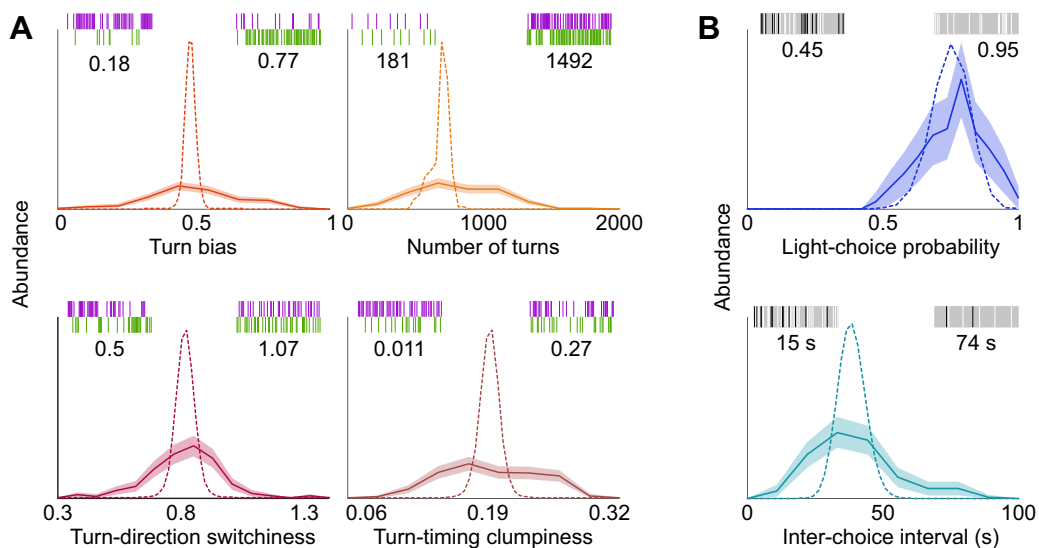 A
B
0.18
0.77
181
1492
0.45
0.95
Abundance
Abundance
0
0.5
1
0
1000
2000
0.5
1
Turn bias
Number of turns
Light-choice probability
0.5
1.07
0.011
0.27
15 s
74 s
0.3
0.8
1.3
0.06
0.19
0.32
0
50
100
Turn-direction switchiness
Turn-timing clumpiness
Inter-choice interval (s)